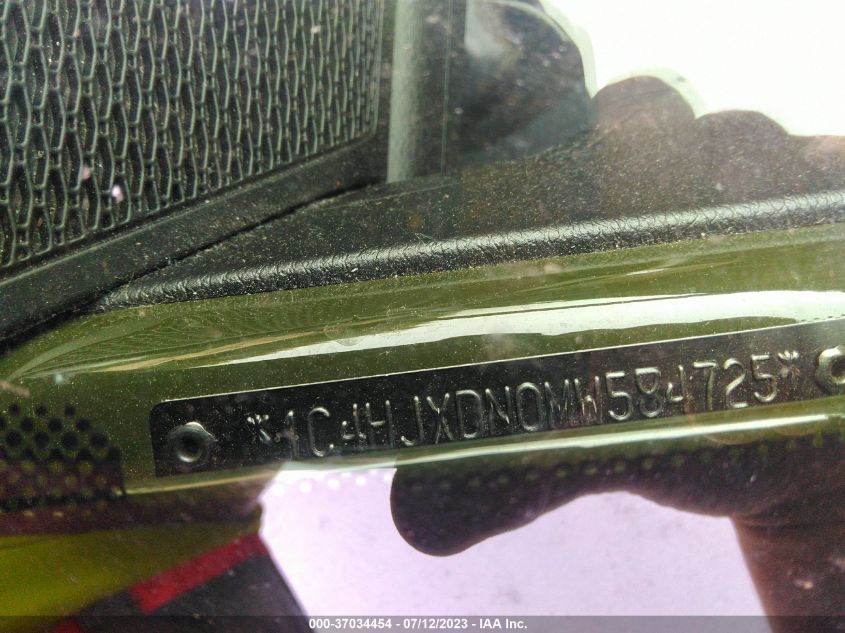 *1C4HJXDN0MW584725*
000-37034454 - 07/12/2023 - IAA Inc.